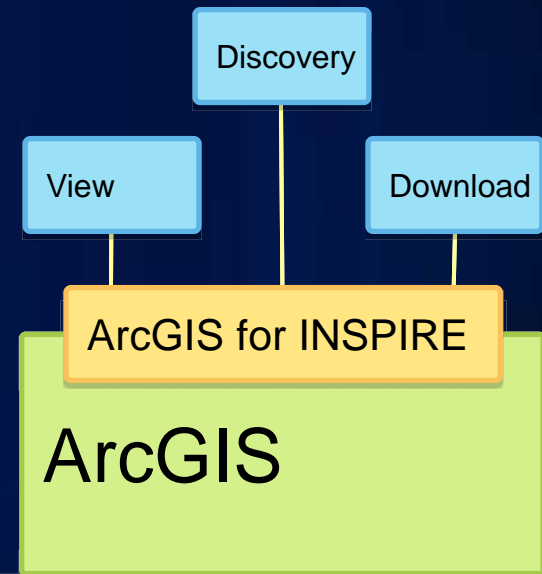 Discovery
View
Download
ArcGIS for INSPIRE
ArcGIS